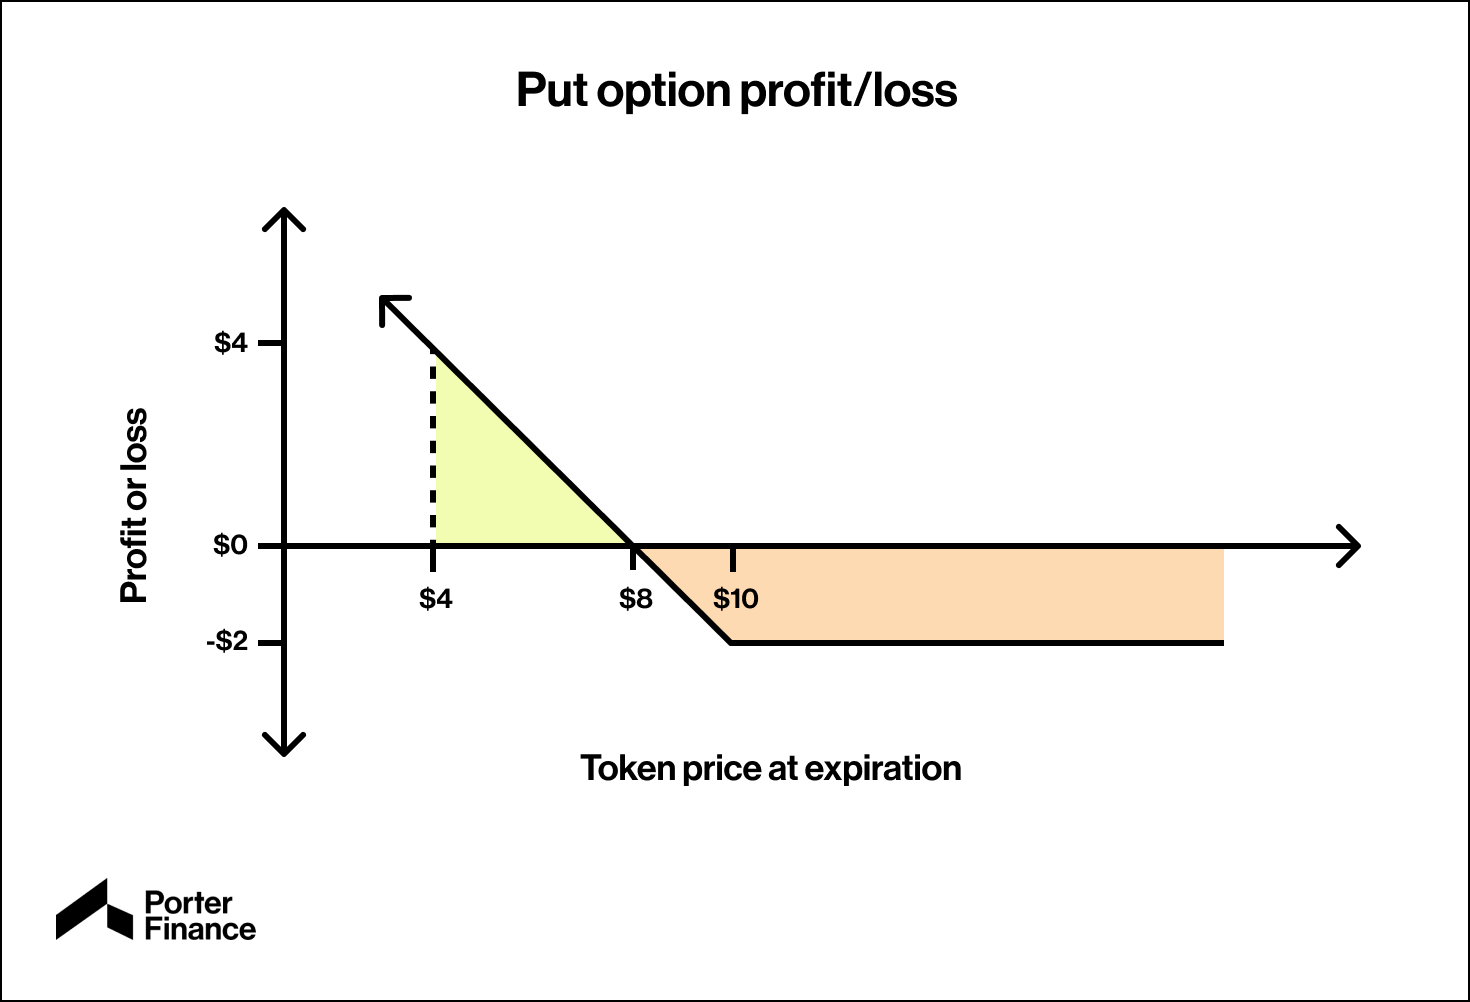 Put option profit/loss
$4
Profit or loss
$0
-$2
$4
$8
$10
Token price at expiration
Porter
Finance